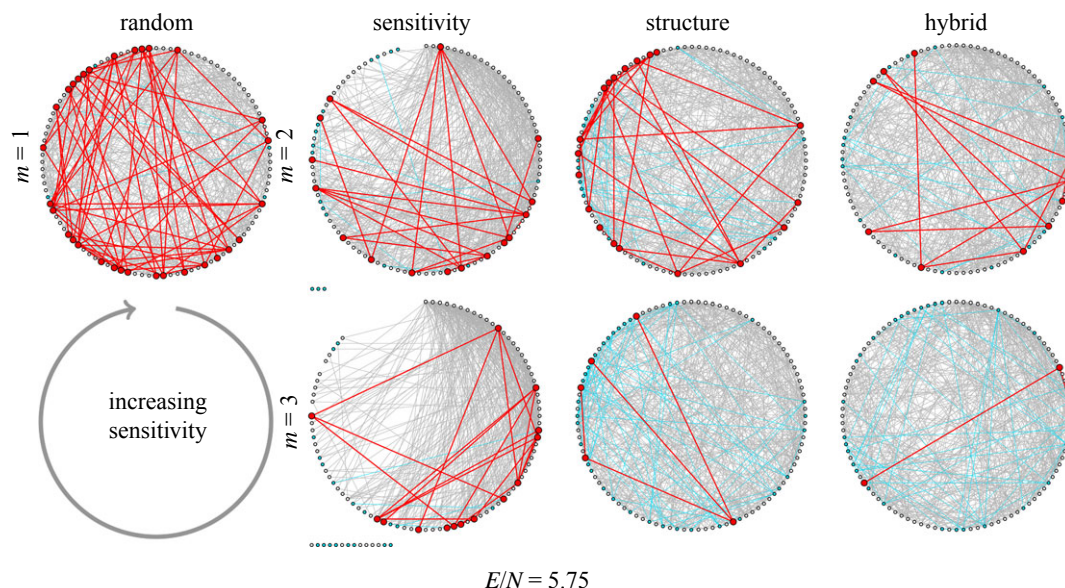 random
sensitivity
structure
hybrid
m = 1
m = 2
increasing
sensitivity
m = 3
E/N = 5.75